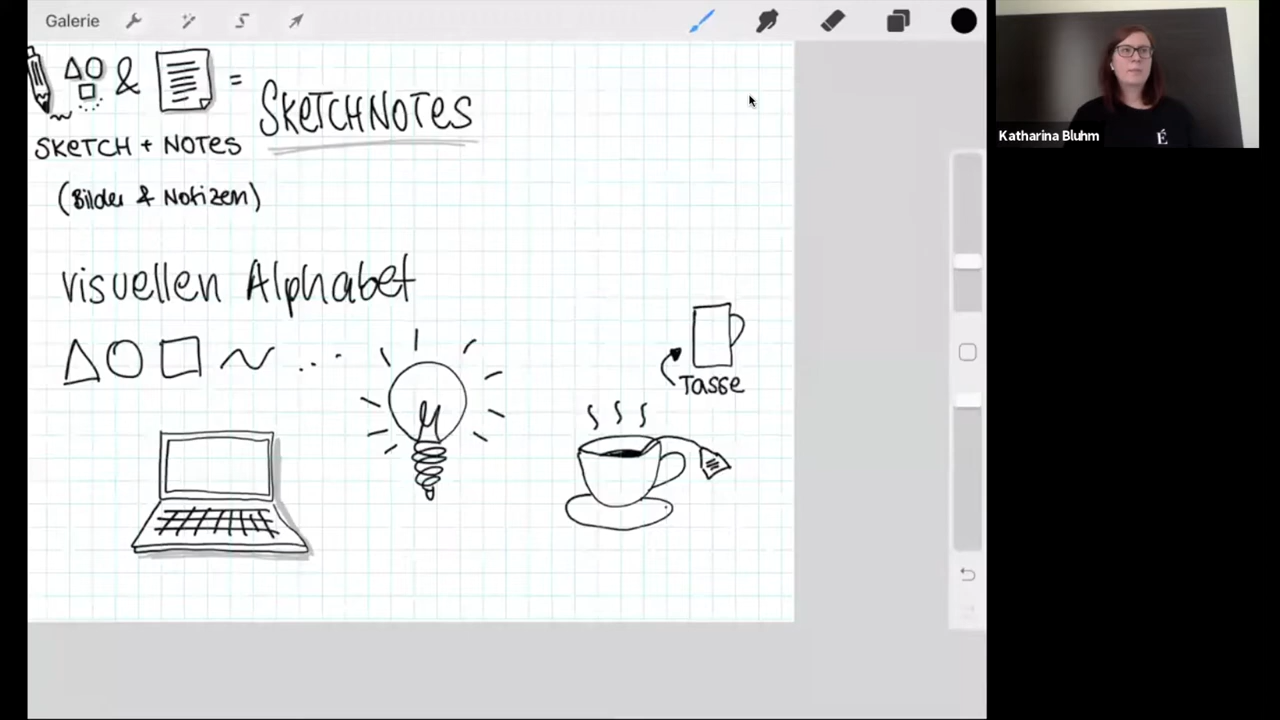 Galerie
& = SKETCHNOTES
SKETCH + NOTES
(Bilder & Notizen)
visuellen Alphabet
...
Tasse
É
Katharina Bluhm